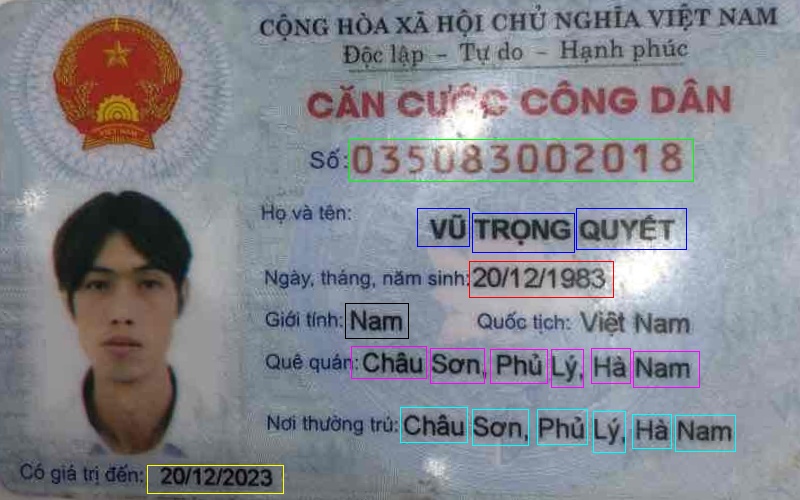 CỘNG HÒA XÃ HỘI CHỦ NGHĨA VIỆT NAM
Độc lập - Tự do - Hạnh phúc
CĂN CƯỚC CÔNG DÂN
Số: 035083002018
Họ và tên: VŨ TRỌNG QUYẾT
Ngày, tháng, năm sinh: 20/12/1983
Giới tính: Nam Quốc tịch: Việt Nam
Quê quán: Châu Sơn, Phủ Lý, Hà Nam
Nơi thường trú: Châu Sơn, Phủ Lý, Hà Nam
Có giá trị đến: 20/12/2023
VIỆT NAM